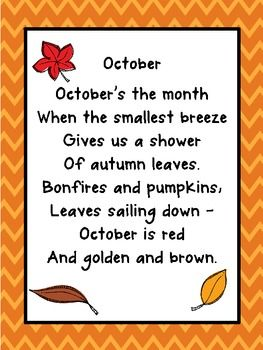 October
October's the month
When the smallest breeze
Gives us a shower
Of autumn leaves.
Bonfires and pumpkins,
Leaves sailing down -
October is red
And golden and brown.